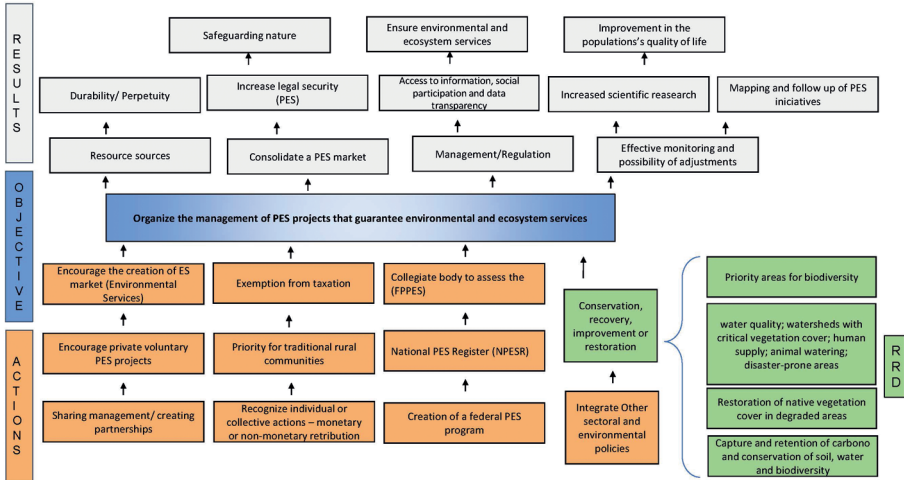 RESULTS
Safeguarding nature
Ensure environmental and
ecosystem services
Improvement in the
populations's quality of life
Durability/ Perpetuity
Increase legal security
(PES)
Access to information, social
participation and data
transparency
Increased scientific reasearch
Mapping and follow up of PES
iniciatives
Resource sources
Consolidate a PES market
Management/Regulation
Effective monitoring and
possibility of adjustments
OBJECTIVE
Organize the management of PES projects that guarantee environmental and ecosystem services
Encourage the creation of ES
market (Environmental
Services)
Exemption from taxation
Collegiate body to assess the
(FPPES)
Conservation,
recovery,
improvement or
restoration
Priority areas for biodiversity
ACTIONS
Encourage private voluntary
PES projects
Priority for traditional rural
communities
National PES Register (NPESR)
water quality; watersheds with
critical vegetation cover; human
supply; animal watering;
disaster-prone areas
RRD
Sharing management/ creating
partnerships
Recognize individual or
collective actions – monetary
or non-monetary retribution
Creation of a federal PES
program
Integrate Other
sectoral and
environmental
policies
Restoration of native vegetation
cover in degraded areas
Capture and retention of carbono
and conservation of soil, water
and biodiversity